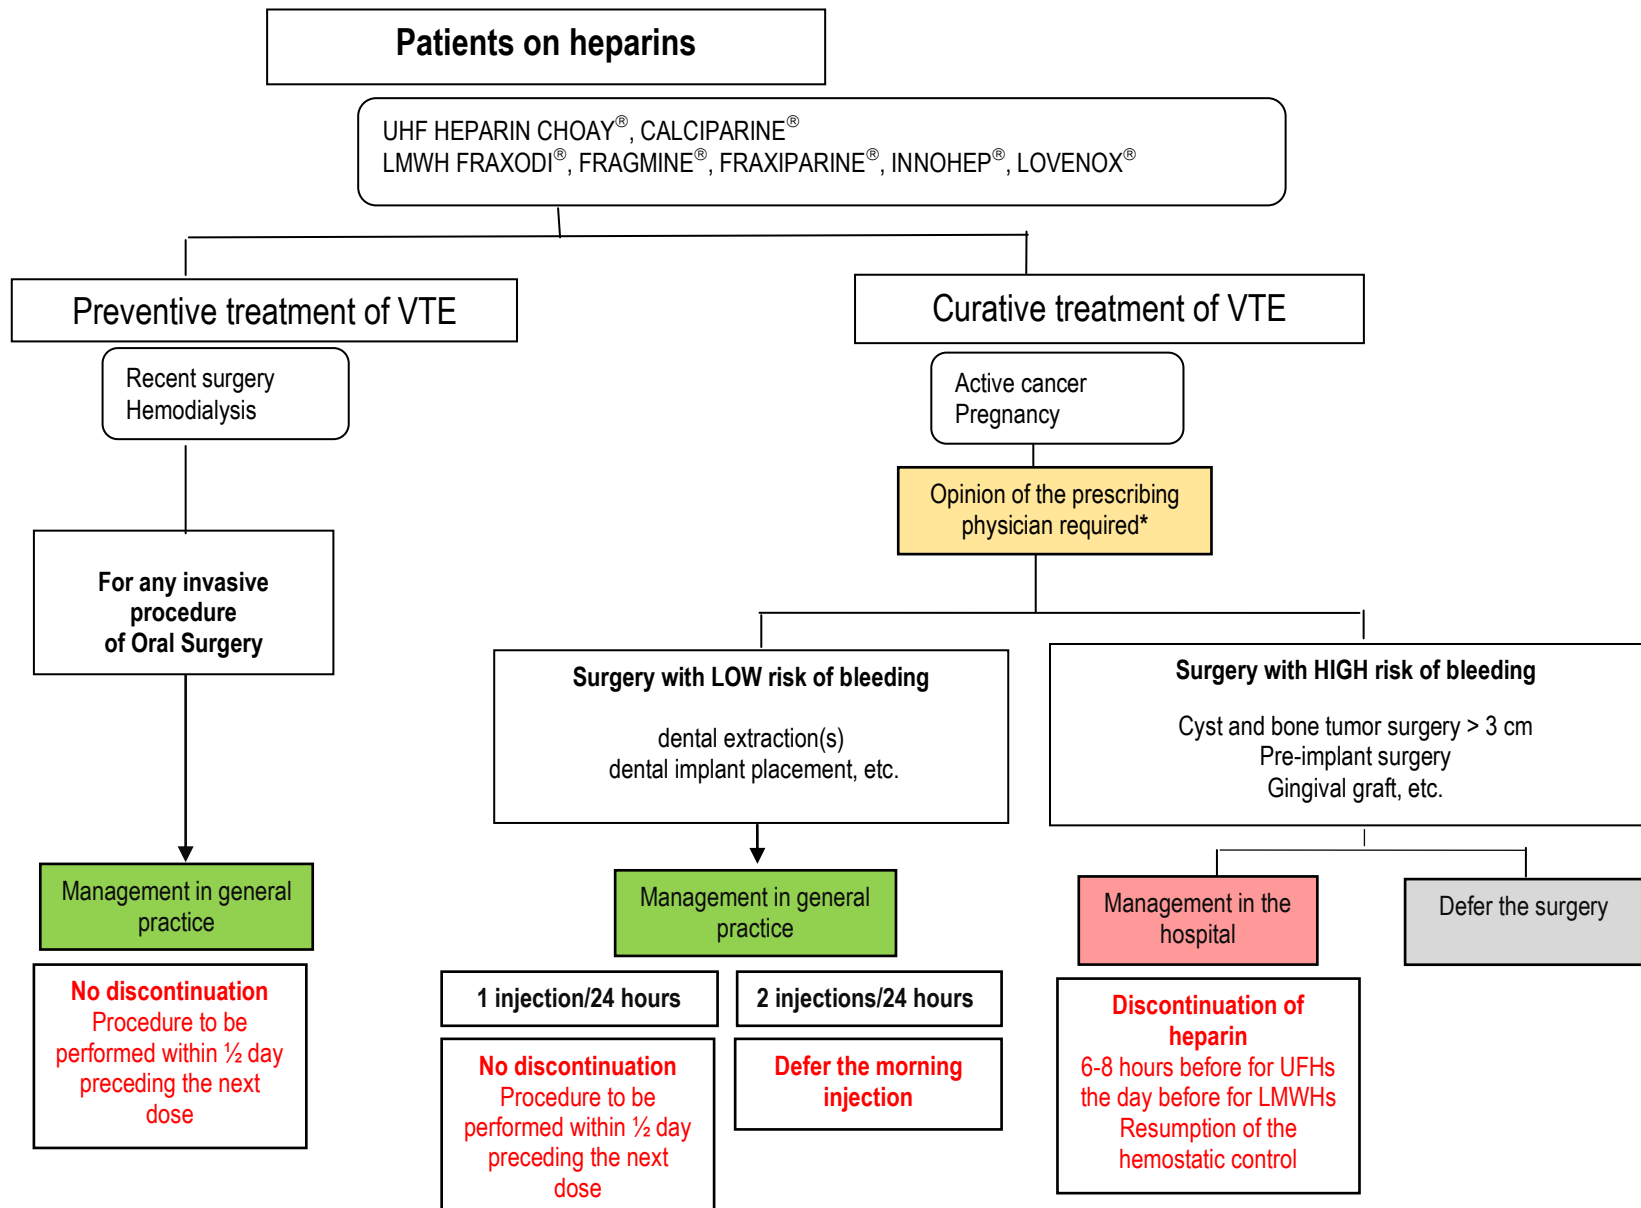 Patients on heparins
UHF HEPARIN CHOAY®, CALCIPARINE®
LMWH FRAXODI®, FRAGMINE®, FRAXIPARINE®, INNOHEP®, LOVENOX®
Preventive treatment of VTE
Curative treatment of VTE
Recent surgery
Hemodialysis
Active cancer
Pregnancy
Opinion of the prescribing
physician required*
For any invasive
procedure
of Oral Surgery
Surgery with LOW risk of bleeding
dental extraction(s)
dental implant placement, etc.
Surgery with HIGH risk of bleeding
Cyst and bone tumor surgery > 3 cm
Pre-implant surgery
Gingival graft, etc.
Management in general
practice
Management in general
practice
Management in the
hospital
Defer the surgery
No discontinuation
Procedure to be
performed within ½ day
preceding the next
dose
1 injection/24 hours
2 injections/24 hours
No discontinuation
Procedure to be
performed within ½ day
preceding the next
dose
Defer the morning
injection
Discontinuation of
heparin
6-8 hours before for UFHs
the day before for LMWHs
Resumption of the
hemostatic control